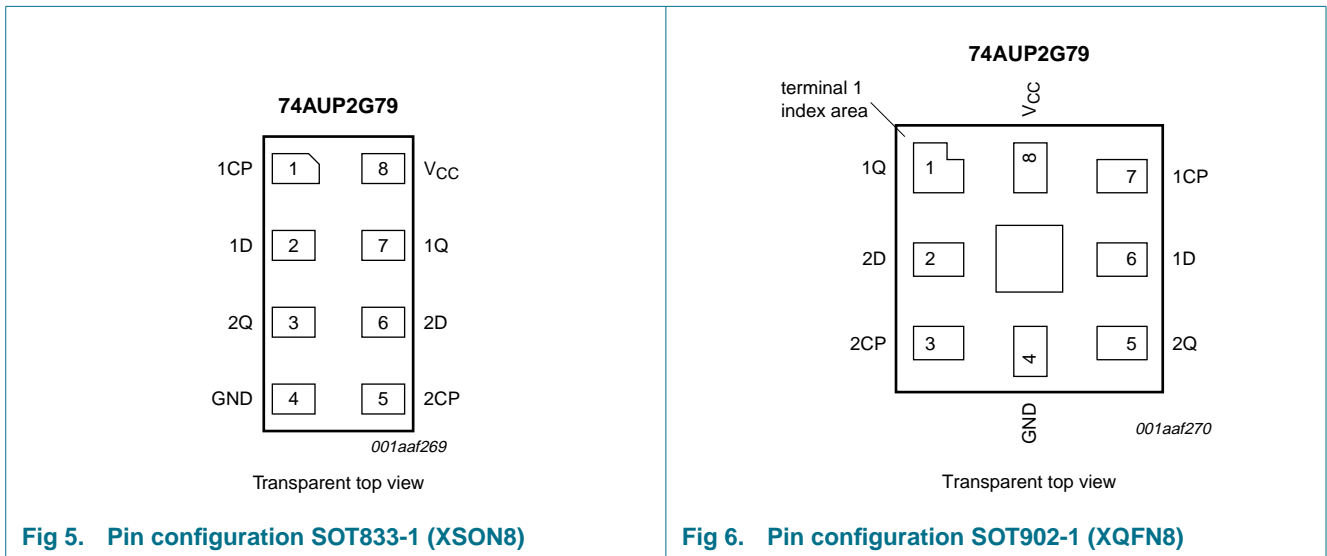 74AUP2G79
1CP 1 8 VCC
1D 2 7 1Q
2Q 3 6 2D
GND 4 5 2CP
001aaf269
Transparent top view
Fig 5. Pin configuration SOT833-1 (XSON8)
74AUP2G79
terminal 1
index area
VCC
1Q 1 8 7 1CP
2D 2 6 1D
2CP 3 4 5 2Q
GND
001aaf270
Transparent top view
Fig 6. Pin configuration SOT902-1 (XQFN8)